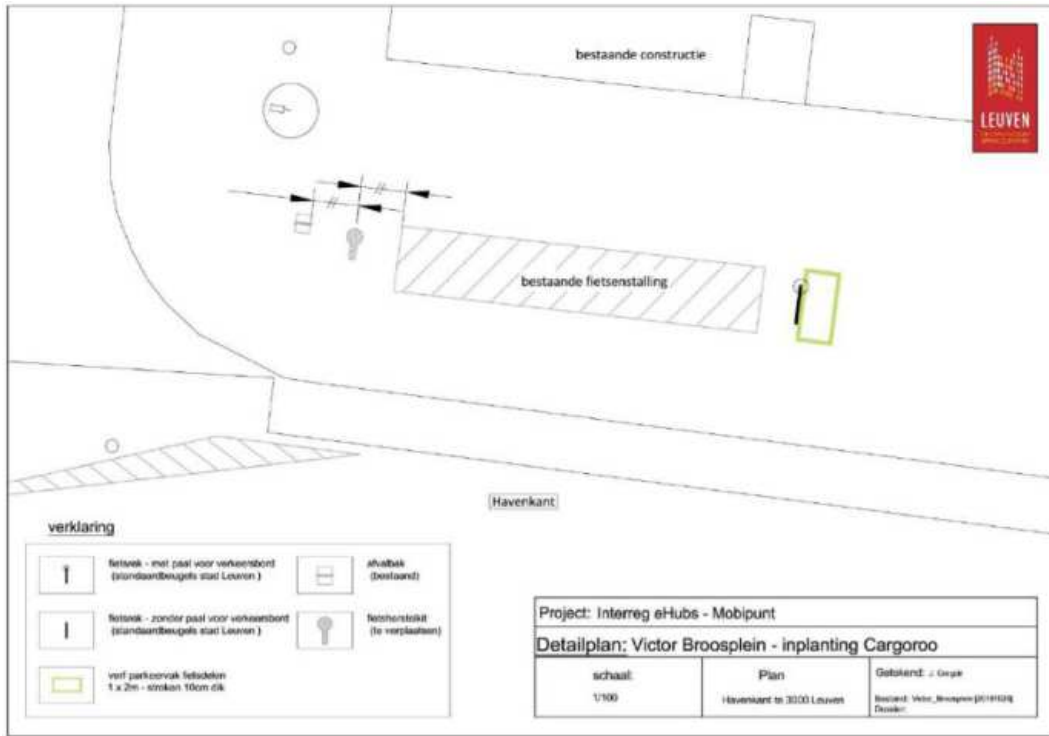 bestaande constructie
LEUVEN
bestaande fietsenstalling
Havenkant
verklaring
fietsrek - met paal voor verkeersbord
(standaardbeugels stad Leuven )
afvalbak
(bestaand)
fietsrek - zonder paal voor verkeersbord
(standaardbeugels stad Leuven )
fietsherstelkit
(te verplaatsen)
verf parkeervak fietsdelen
1 x 2m - stroken 10cm dik
Project: Interreg eHubs - Mobipunt
Detailplan: Victor Broosplein - inplanting Cargoroo
schaal:
1/100
Plan
Havenkant te 3000 Leuven
Getekend: J.
Bestand:
Dossier: